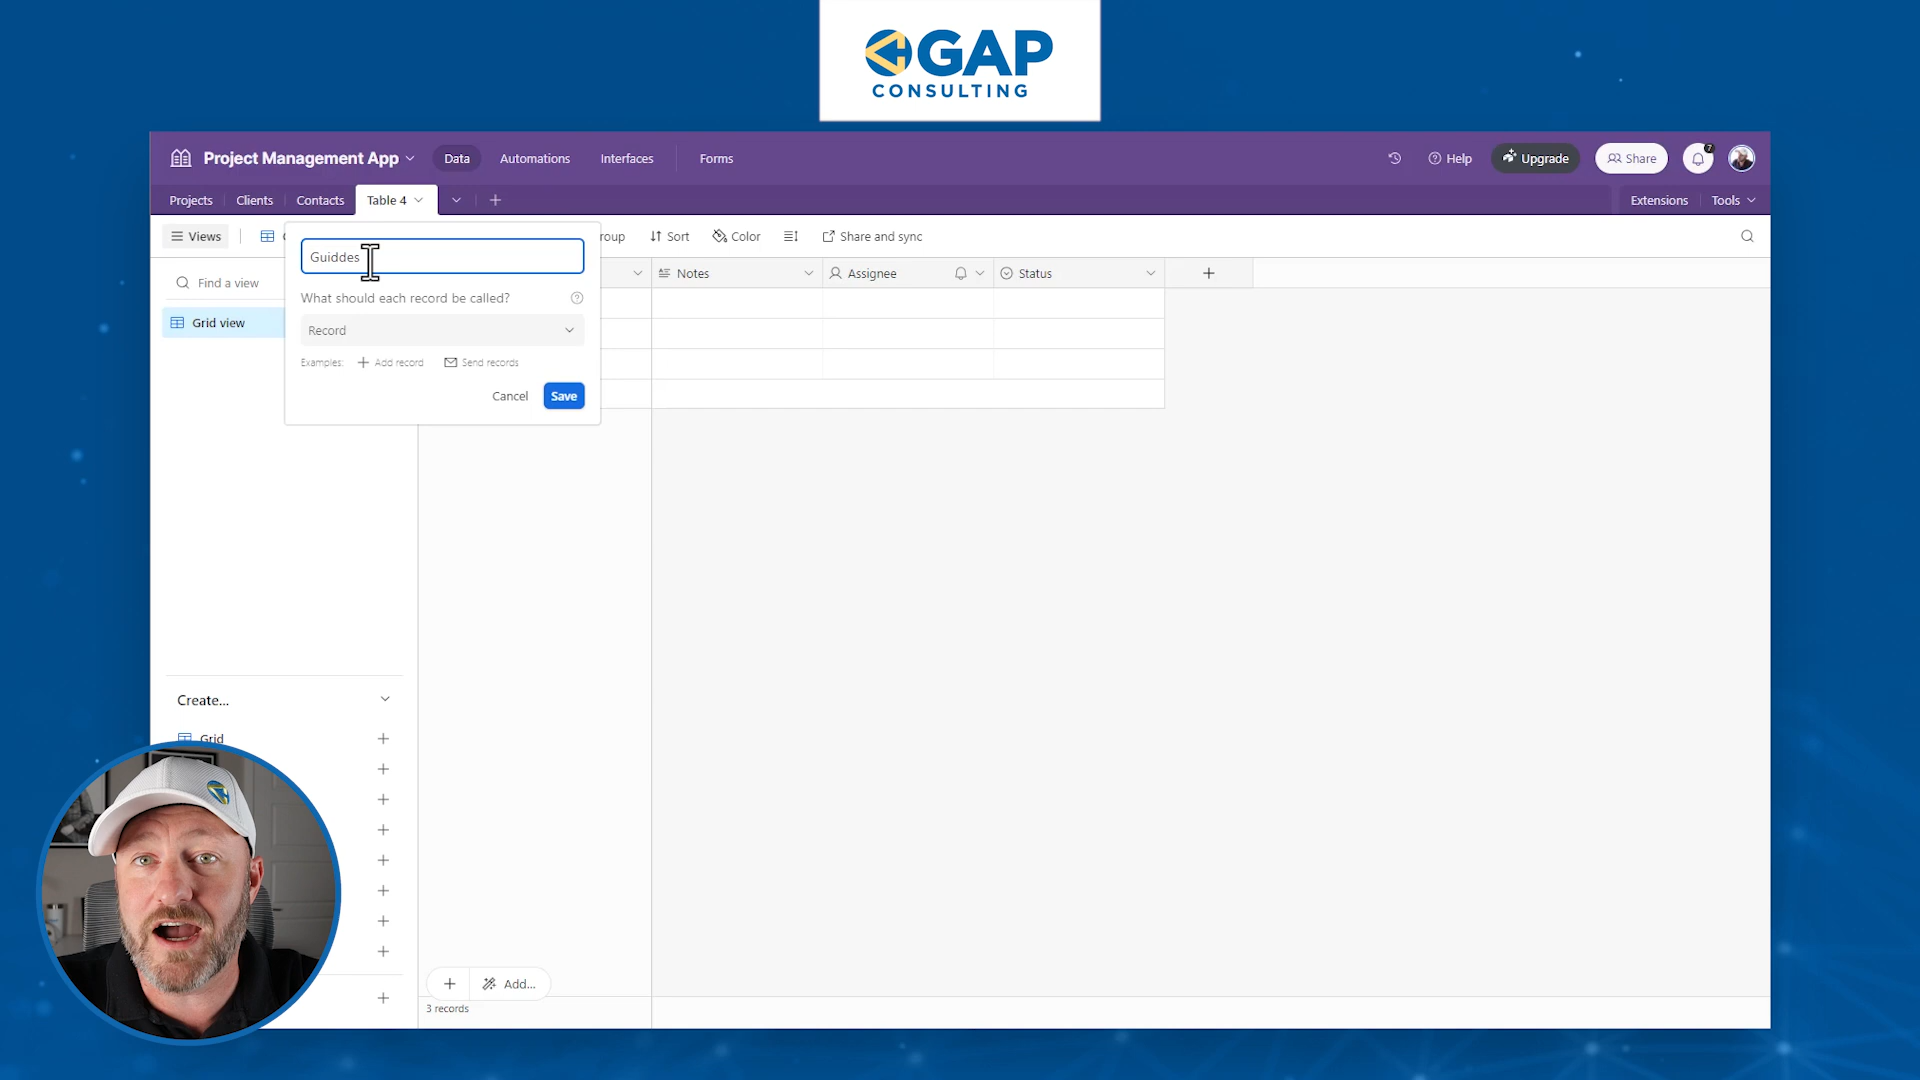 GAP
CONSULTING
Project Management App
Data
Automations
Interfaces
Forms
Help
Upgrade
Share
7
Projects
Clients
Contacts
Table 4
Extensions
Tools
Views
Sort
Color
Share and sync
Guiddes
Find a view
Notes
Assignee
Status
What should each record be called?
Grid view
Record
Examples:
Add record
Send records
Cancel
Save
Create...
Grid
Add...
3 records